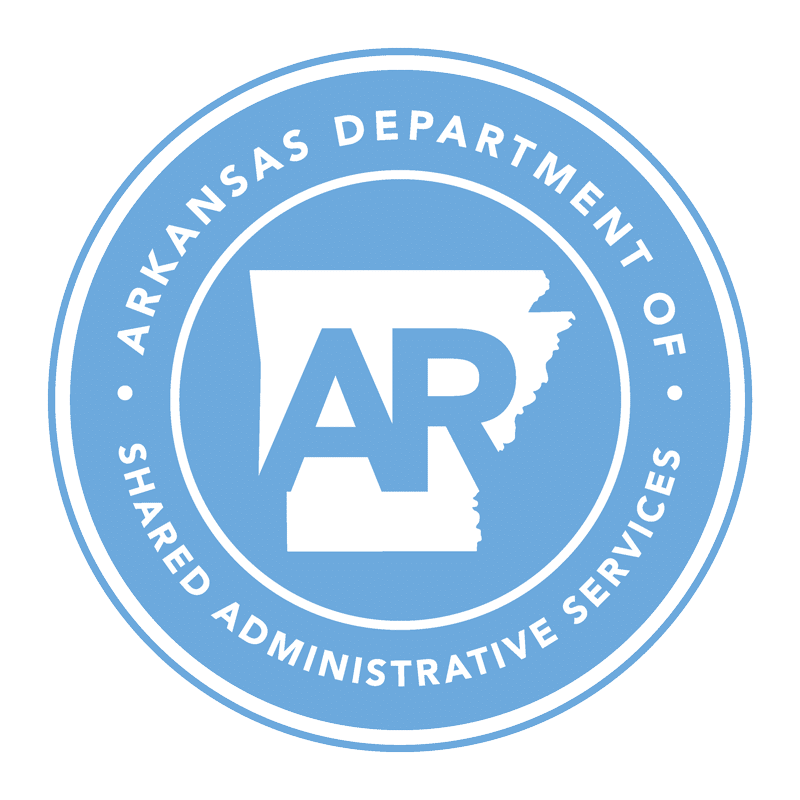 ARKANSAS DEPARTMENT OF
SHARED ADMINISTRATIVE SERVICES
AR